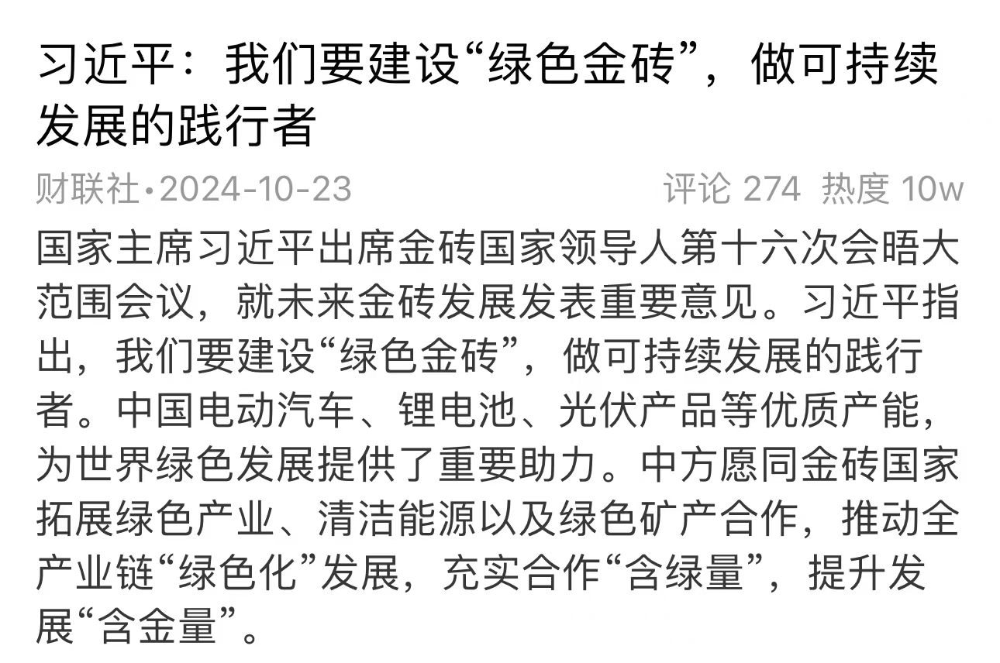 习近平：我们要建设“绿色金砖”，做可持续
发展的践行者
财联社•2024-10-23 评论 274 热度 10w
国家主席习近平出席金砖国家领导人第十六次会晤大
范围会议，就未来金砖发展发表重要意见。习近平指
出，我们要建设“绿色金砖”，做可持续发展的践行
者。中国电动汽车、锂电池、光伏产品等优质产能，
为世界绿色发展提供了重要助力。中方愿同金砖国家
拓展绿色产业、清洁能源以及绿色矿产合作，推动全
产业链“绿色化”发展，充实合作“含绿量”，提升发
展“含金量”。